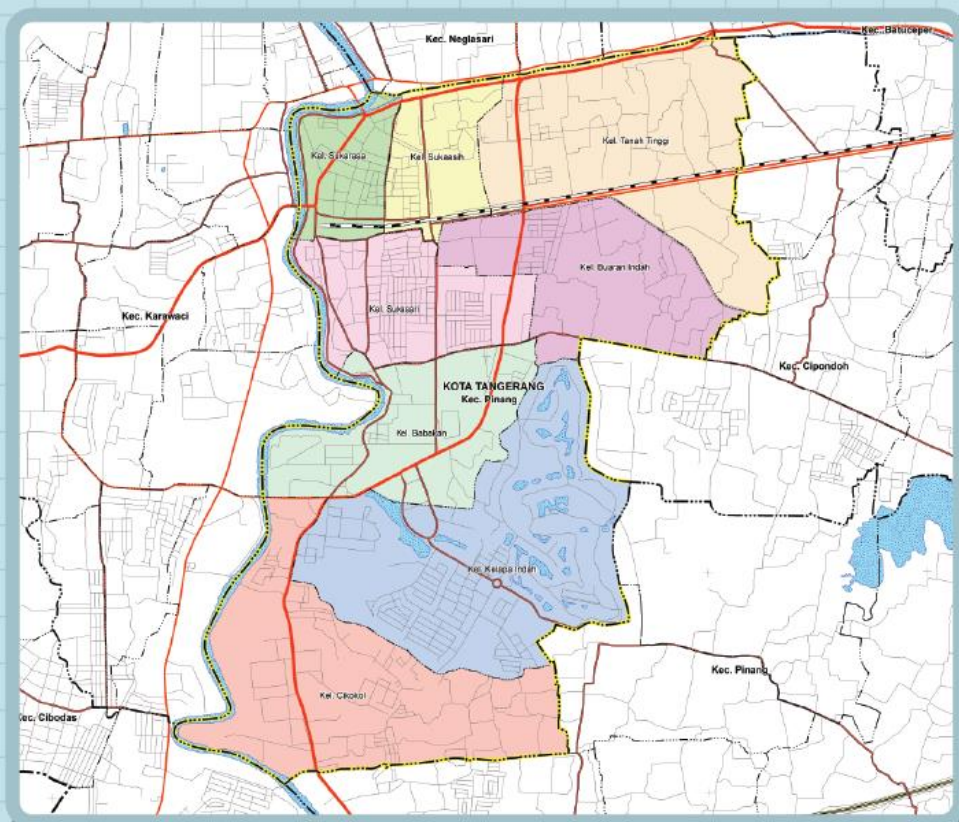 Kec. Neglasari
Kec. Batuceper
Kel. Sukarasa
Kel. Sukaasih
Kel. Tanah Tinggi
Kel. Buaran Indah
Kel. Sukasari
Kec. Karawaci
Kec. Cipondoh
KOTA TANGERANG
Kec. Pinang
Kel. Babakan
Kel. Kelapa Indah
Kec. Pinang
Kel. Cikokol
Kec. Cibodas